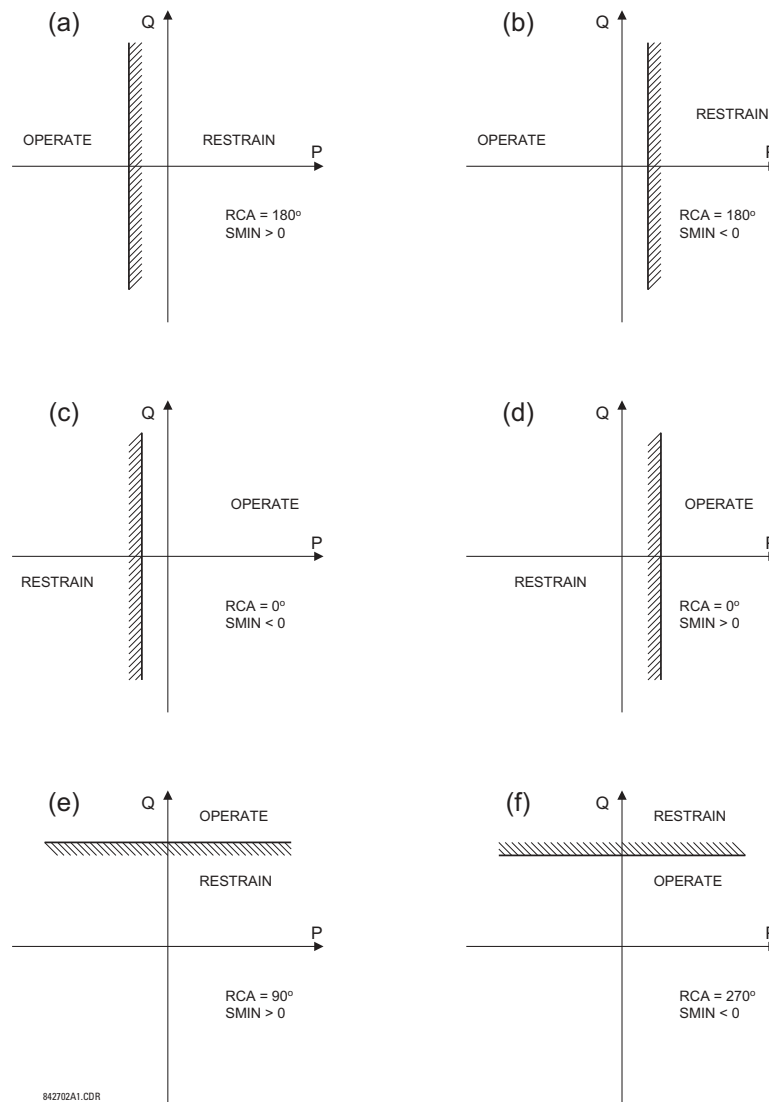 (a)
Q
OPERATE
RESTRAIN
P
RCA = 180°
SMIN > 0
(b)
Q
OPERATE
RESTRAIN
RCA = 180°
SMIN < 0
(c)
Q
OPERATE
P
RESTRAIN
RCA = 0°
SMIN < 0
(d)
Q
OPERATE
RESTRAIN
RCA = 0°
SMIN > 0
(e)
Q
OPERATE
RESTRAIN
P
RCA = 90°
SMIN > 0
(f)
Q
RESTRAIN
OPERATE
RCA = 270°
SMIN < 0
842702A1.CDR